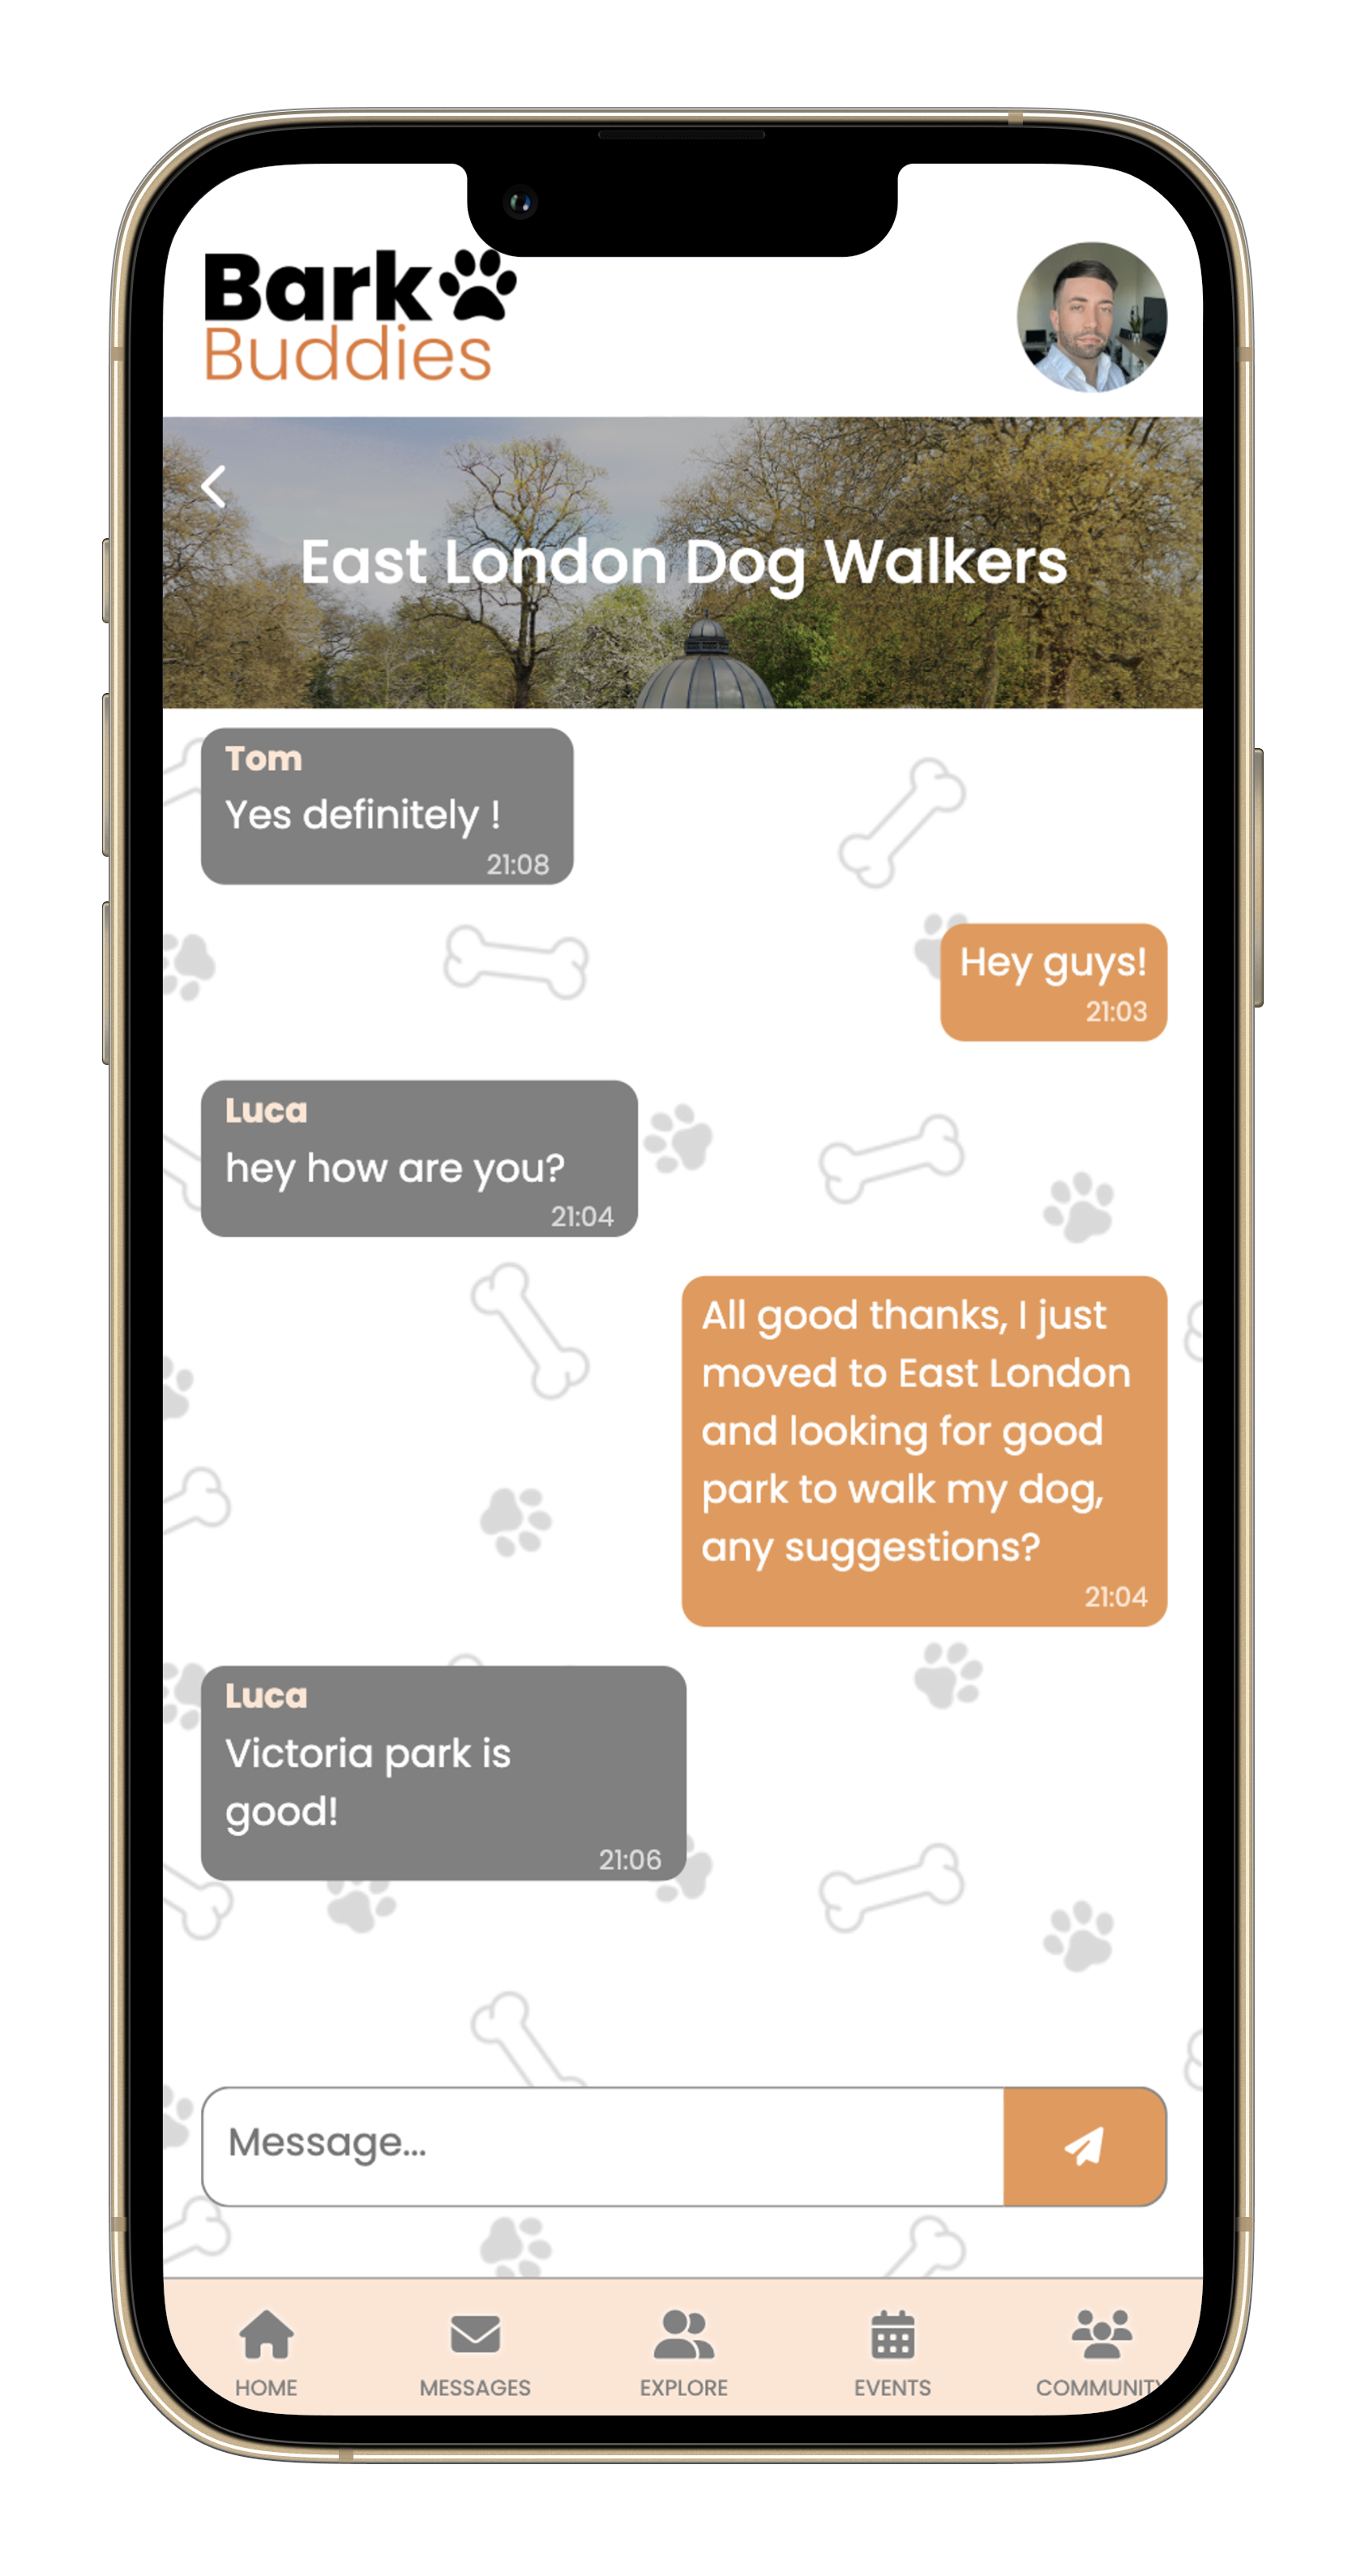 Bark
Buddies
East London Dog Walkers
Tom
Yes definitely !
21:08
Hey guys!
21:03
Luca
hey how are you?
21:04
All good thanks, I just
moved to East London
and looking for good
park to walk my dog,
any suggestions?
21:04
Luca
Victoria park is
good!
21:06
Message...
HOME
MESSAGES
EXPLORE
EVENTS
COMMUNITY